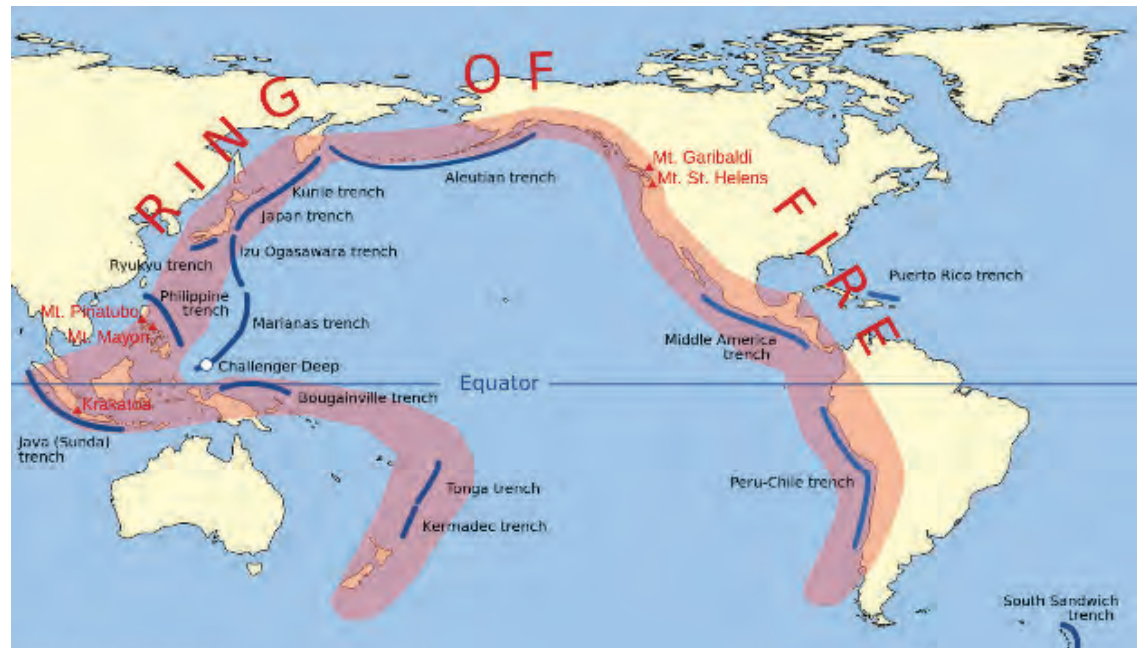 RING OF FIRE
Mt. Garibaldi
Mt. St. Helens
Aleutian trench
Kurile trench
Japan trench
Izu Ogasawara trench
Ryukyu trench
Puerto Rico trench
Philippine
trench
Mt. Pinatubo
Mt. Mayon
Marianas trench
Middle America
trench
Challenger Deep
Equator
Bougainville trench
Krakatoa
Java (Sunda)
trench
Peru-Chile trench
Tonga trench
Kermadec trench
South Sandwich
trench